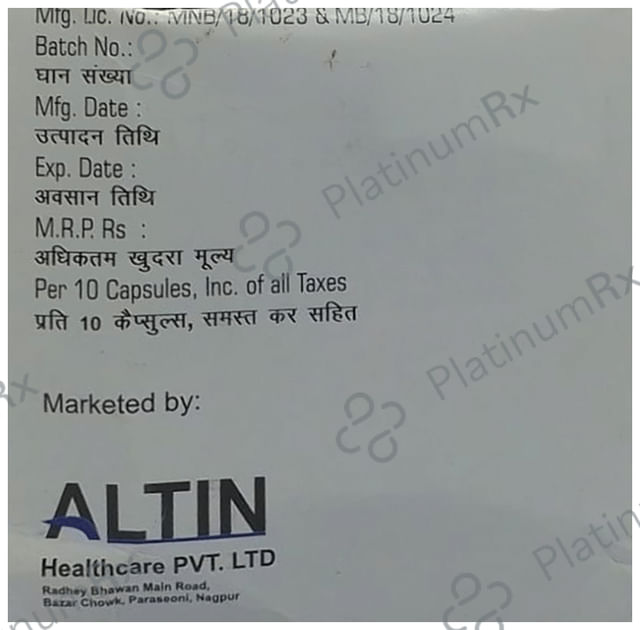 Mfg. Lic. No.: MNB/18/1023 & MB/18/1024
Batch No.:
घान संख्या
Mfg. Date :
उत्पादन तिथि
Exp. Date :
अवसान तिथि
M.R.P. Rs :
अधिकतम खुदरा मूल्य
Per 10 Capsules, Inc. of all Taxes
प्रति 10 कैप्सुल्स, समस्त कर सहित
Marketed by:
ALTIN
Healthcare PVT. LTD
Radhey Bhawan Main Road,
Bazar Chowk, Paraseoni, Nagpur
PlatinumRx
PlatinumRx